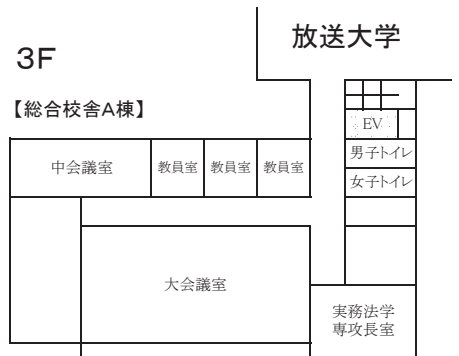 放送大学
3F
【総合校舎A棟】
EV
男子トイレ
中会議室 教員室 教員室 教員室
女子トイレ
大会議室
実務法学
専攻長室